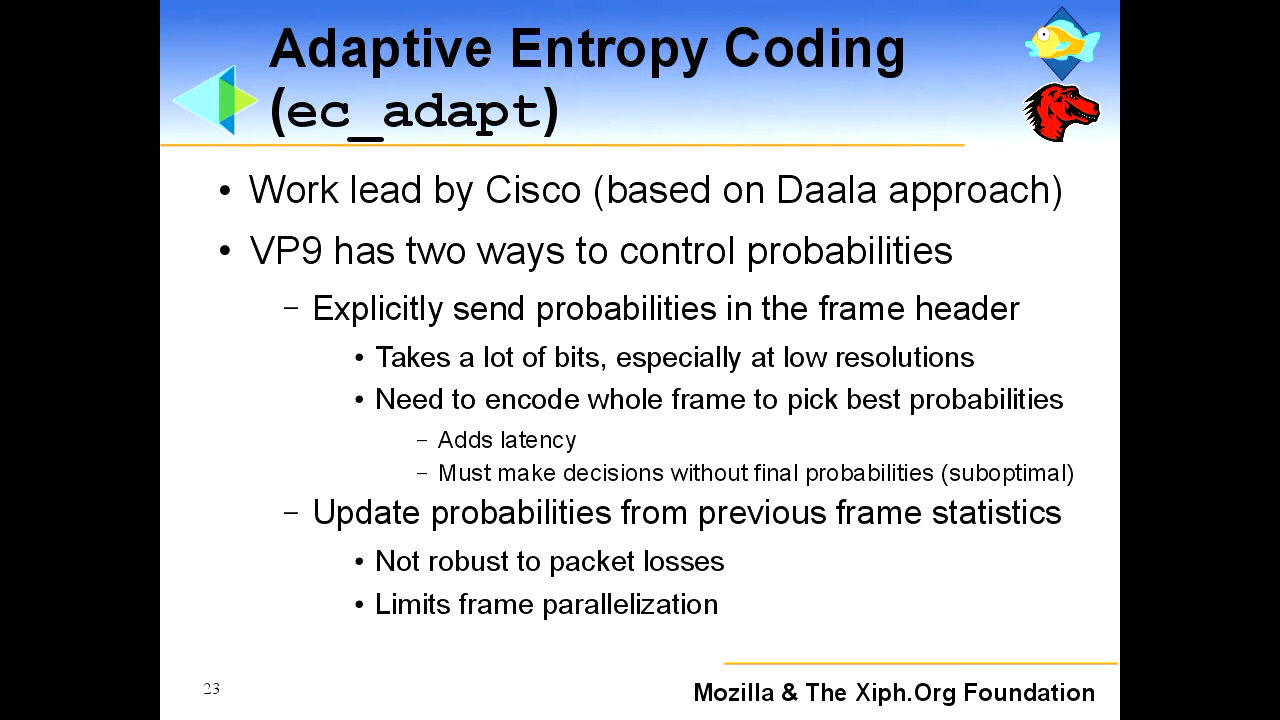 Adaptive Entropy Coding
(ec_adapt)
• Work lead by Cisco (based on Daala approach)
• VP9 has two ways to control probabilities
– Explicitly send probabilities in the frame header
• Takes a lot of bits, especially at low resolutions
• Need to encode whole frame to pick best probabilities
– Adds latency
– Must make decisions without final probabilities (suboptimal)
– Update probabilities from previous frame statistics
• Not robust to packet losses
• Limits frame parallelization
23
Mozilla & The Xiph.Org Foundation